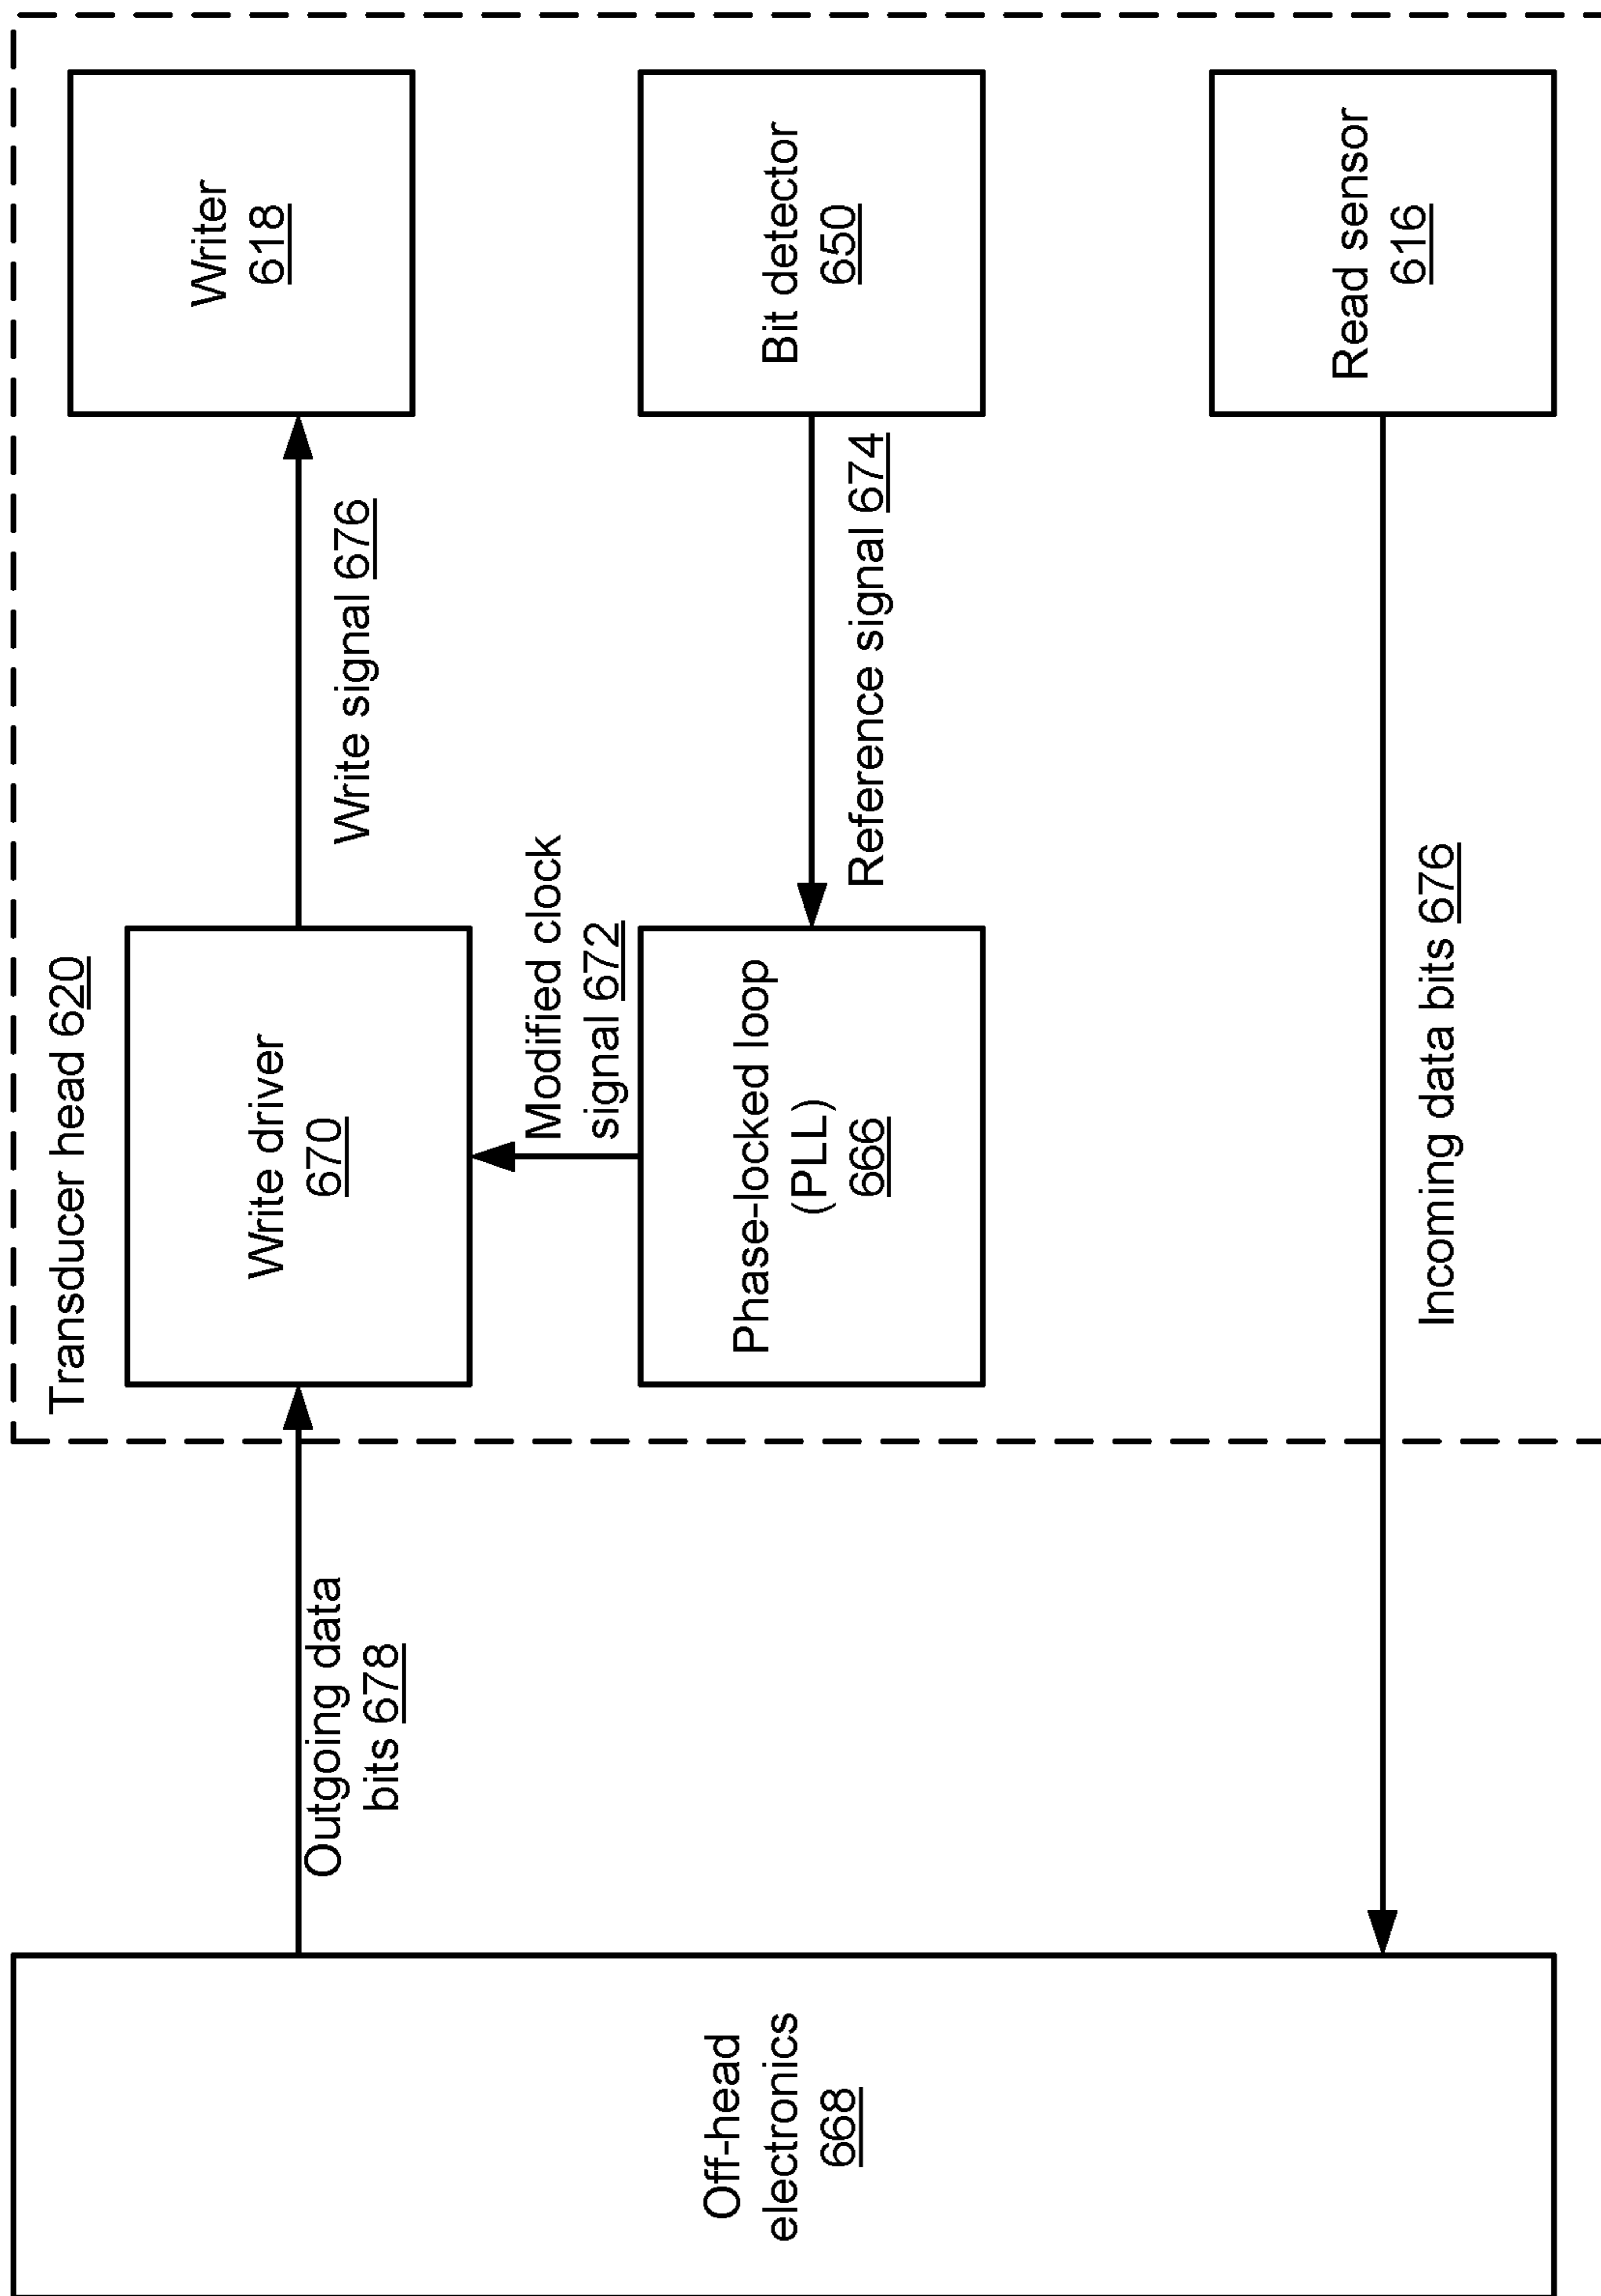 Transducer head 620
Off-head
electronics
668
Outgoing data
bits 678
Write driver
670
Write signal 676
Writer
618
Modified clock
signal 672
Phase-locked loop
(PLL)
666
Reference signal 674
Bit detector
650
Incoming data bits 676
Read sensor
616